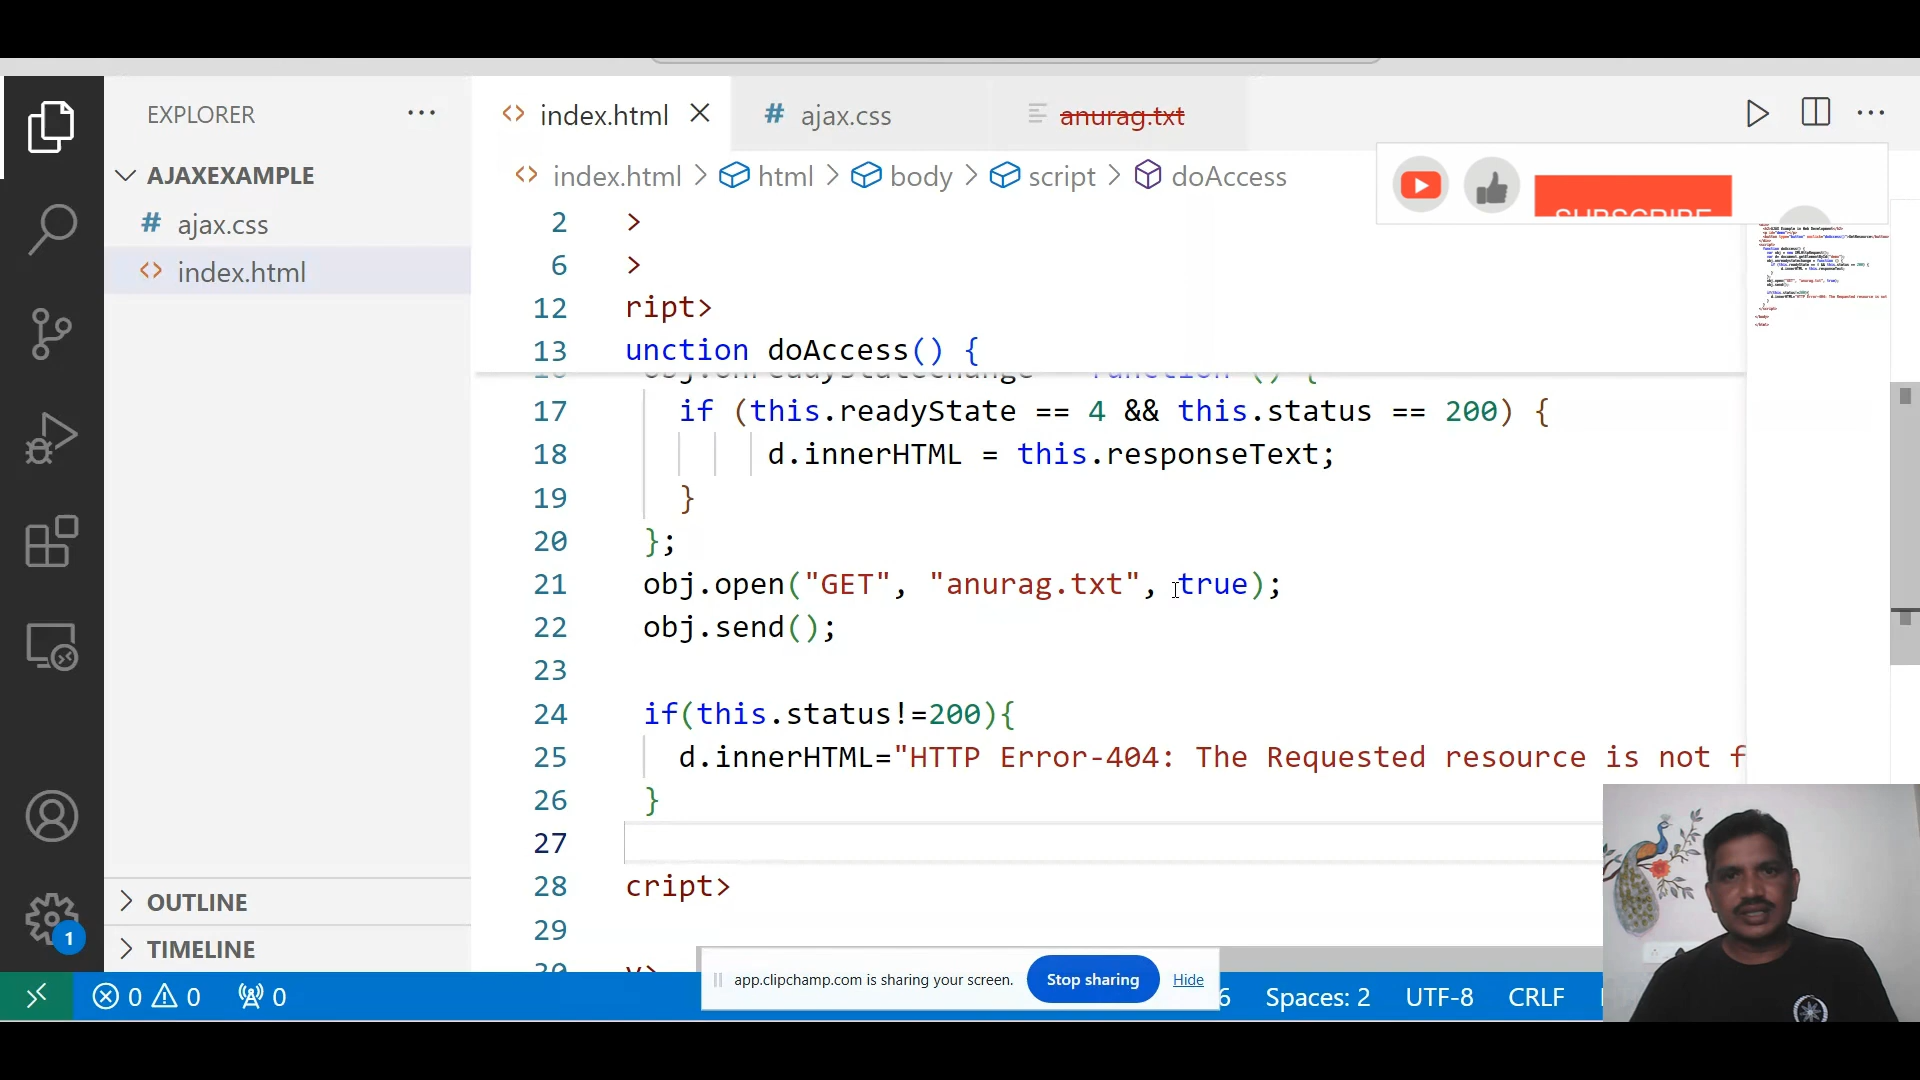 EXPLORER
AJAXEXAMPLE
# ajax.css
<> index.html
OUTLINE
TIMELINE
<> index.html
# ajax.css
anurag.txt
<> index.html > html > body > script > doAccess
SUBSCRIBE
2 >
6 >
12 ript>
13 unction doAccess() {
17 if (this.readyState == 4 && this.status == 200) {
18 d.innerHTML = this.responseText;
19 }
20 };
21 obj.open("GET", "anurag.txt", true);
22 obj.send();
23
24 if(this.status!=200){
25 d.innerHTML="HTTP Error-404: The Requested resource is not f
26 }
27
28 cript>
29
app.clipchamp.com is sharing your screen.
Stop sharing
Hide
1
0 0 0
6 Spaces: 2 UTF-8 CRLF